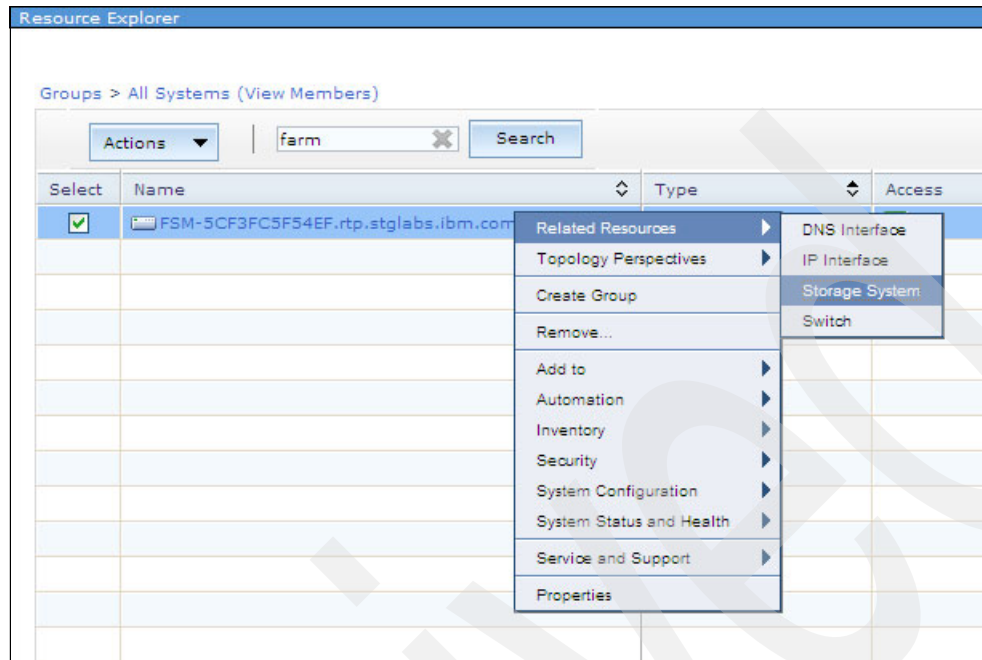 Resource Explorer
Groups > All Systems (View Members)
Actions farm Search
Select Name Type Access
FSM-5CF3FC5F54EF.rtp.stglabs.ibm.com
Related Resources
Topology Perspectives
Create Group
Remove...
Add to
Automation
Inventory
Security
System Configuration
System Status and Health
Service and Support
Properties
DNS Interface
IP Interface
Storage System
Switch